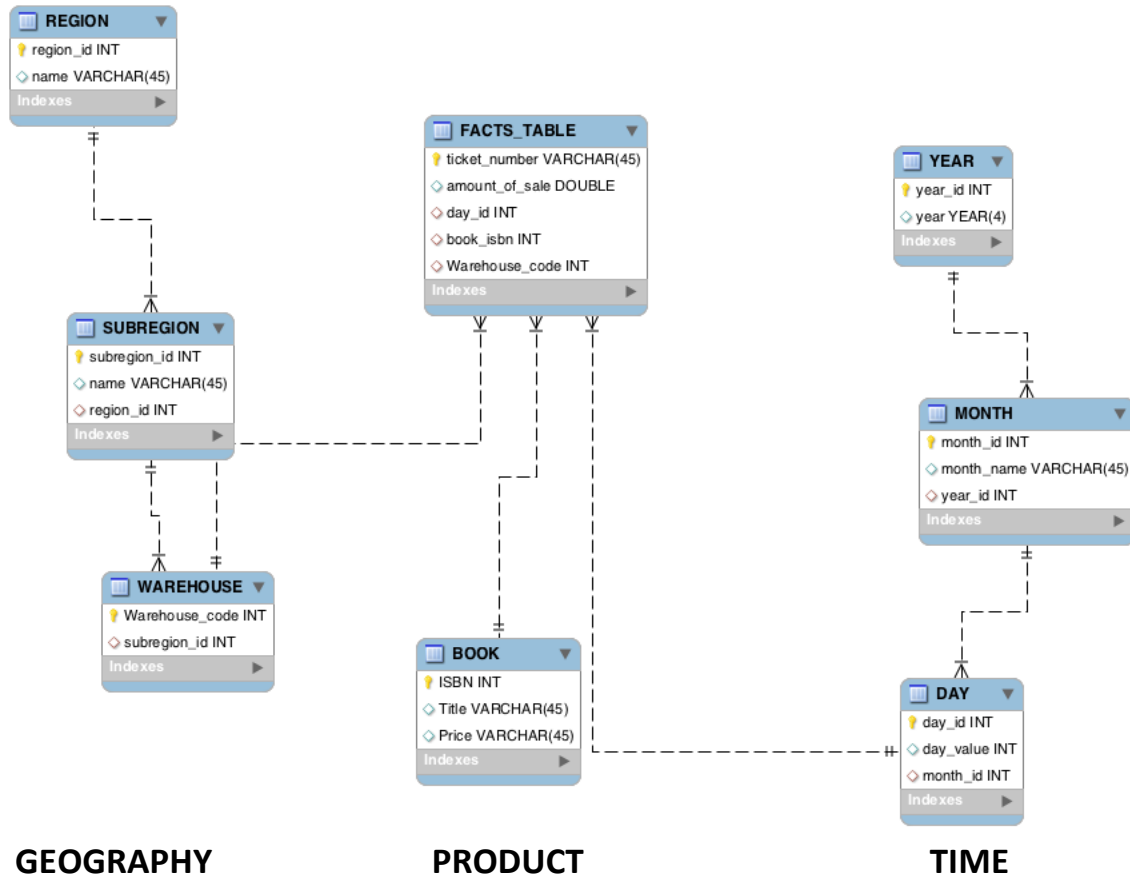 REGION
region_id INT
name VARCHAR(45)
Indexes
FACTS_TABLE
ticket_number VARCHAR(45)
amount_of_sale DOUBLE
day_id INT
book_isbn INT
Warehouse_code INT
Indexes
YEAR
year_id INT
year YEAR(4)
Indexes
SUBREGION
subregion_id INT
name VARCHAR(45)
region_id INT
Indexes
MONTH
month_id INT
month_name VARCHAR(45)
year_id INT
Indexes
WAREHOUSE
Warehouse_code INT
subregion_id INT
Indexes
BOOK
ISBN INT
Title VARCHAR(45)
Price VARCHAR(45)
Indexes
DAY
day_id INT
day_value INT
month_id INT
Indexes
GEOGRAPHY
PRODUCT
TIME